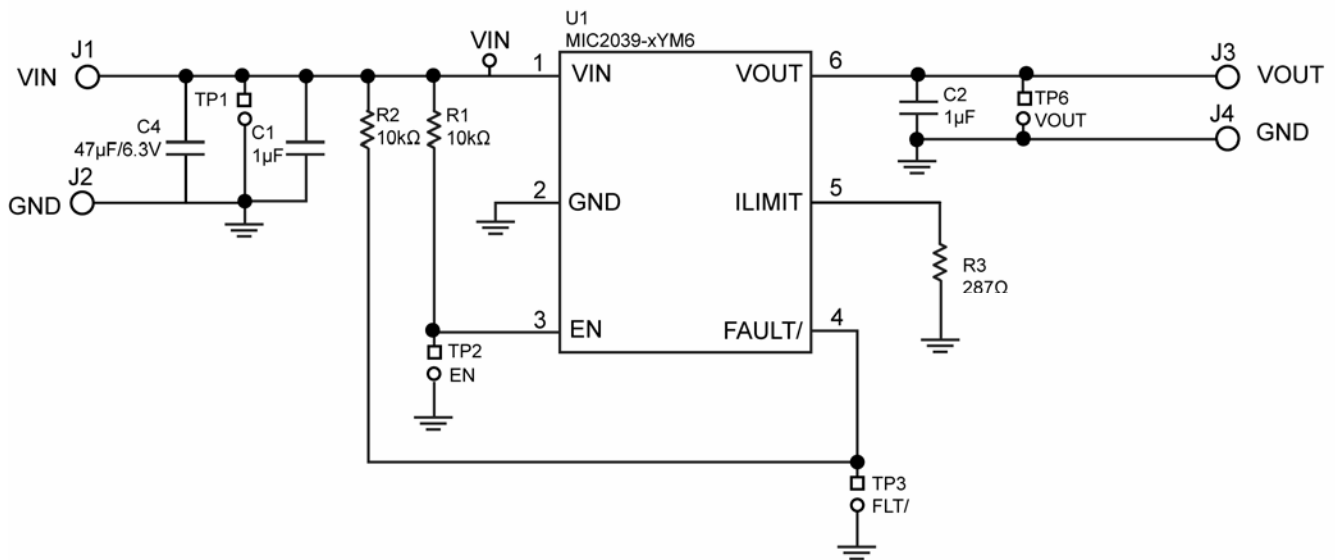 U1
MIC2039-xYM6
J1
VIN
VIN
1
VIN
VOUT
6
J3
VOUT
TP1
C4
47µF/6.3V
C1
1µF
R2
10kΩ
R1
10kΩ
C2
1µF
TP6
VOUT
J4
GND
J2
GND
2
GND
ILIMIT
5
R3
287Ω
3
EN
FAULT/
4
TP2
EN
TP3
FLT/